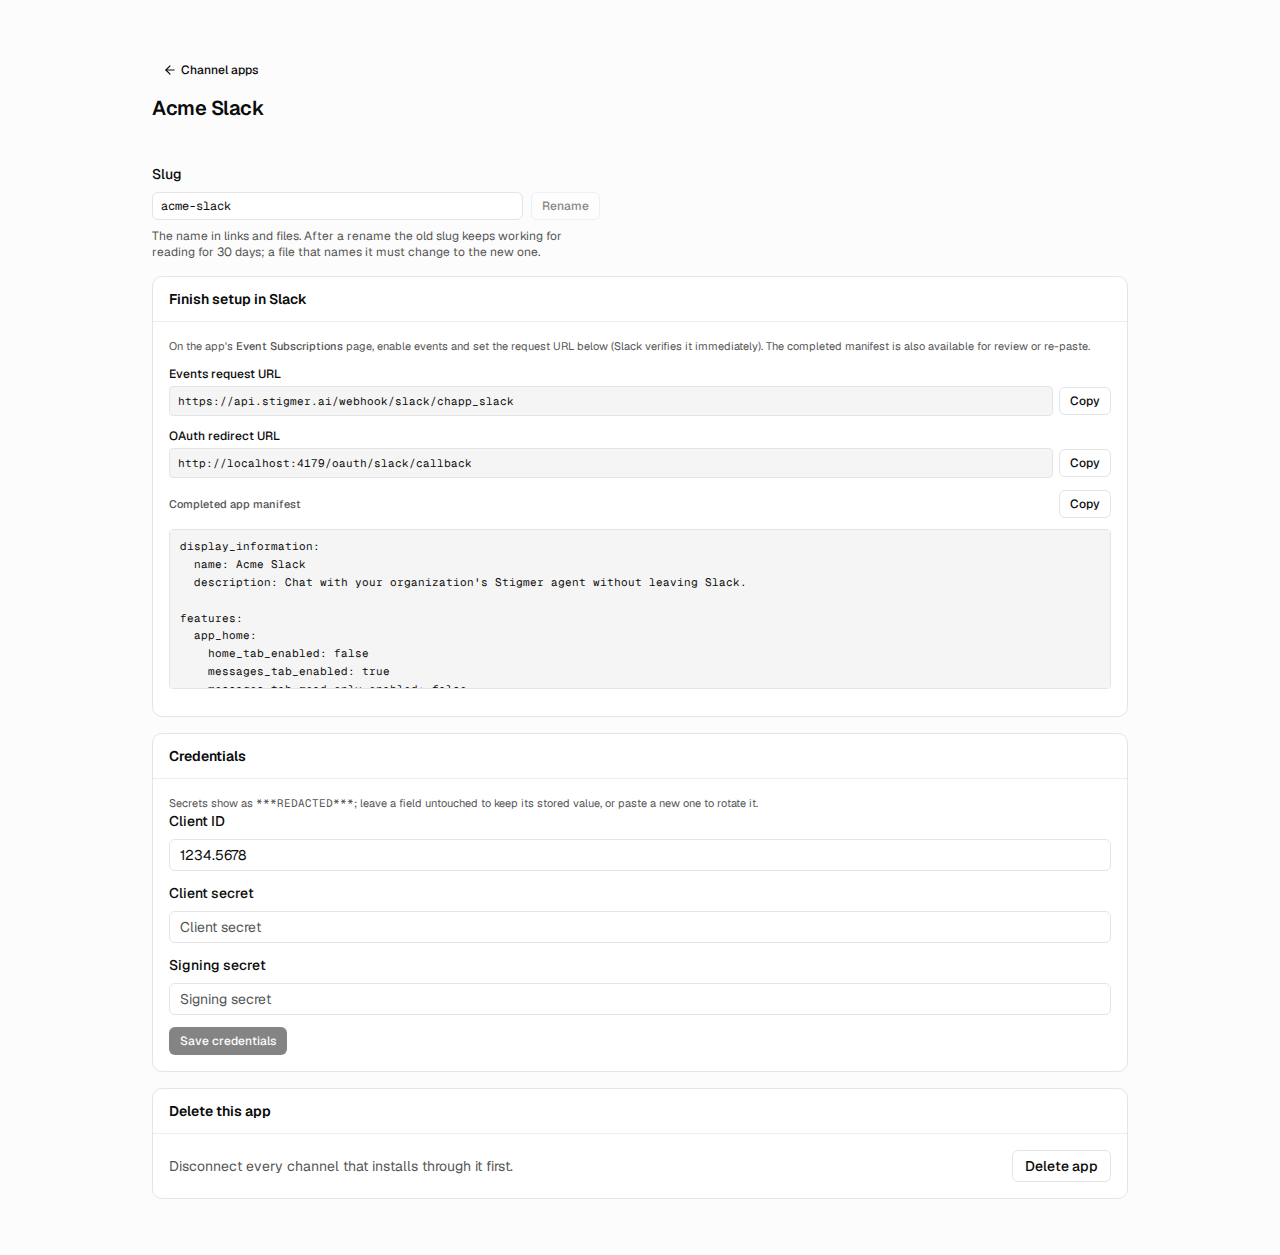 Channel apps
Acme Slack
Slug
acme-slack
Rename
The name in links and files. After a rename the old slug keeps working for
reading for 30 days; a file that names it must change to the new one.
Finish setup in Slack
On the app's Event Subscriptions page, enable events and set the request URL below (Slack verifies it immediately). The completed manifest is also available for review or re-paste.
Events request URL
https://api.stigmer.ai/webhook/slack/chapp_slack
Copy
OAuth redirect URL
http://localhost:4179/oauth/slack/callback
Copy
Completed app manifest
Copy
display_information:
  name: Acme Slack
  description: Chat with your organization's Stigmer agent without leaving Slack.
features:
  app_home:
    home_tab_enabled: false
    messages_tab_enabled: true
Credentials
Secrets show as ***REDACTED***; leave a field untouched to keep its stored value, or paste a new one to rotate it.
Client ID
1234.5678
Client secret
Client secret
Signing secret
Signing secret
Save credentials
Delete this app
Disconnect every channel that installs through it first.
Delete app